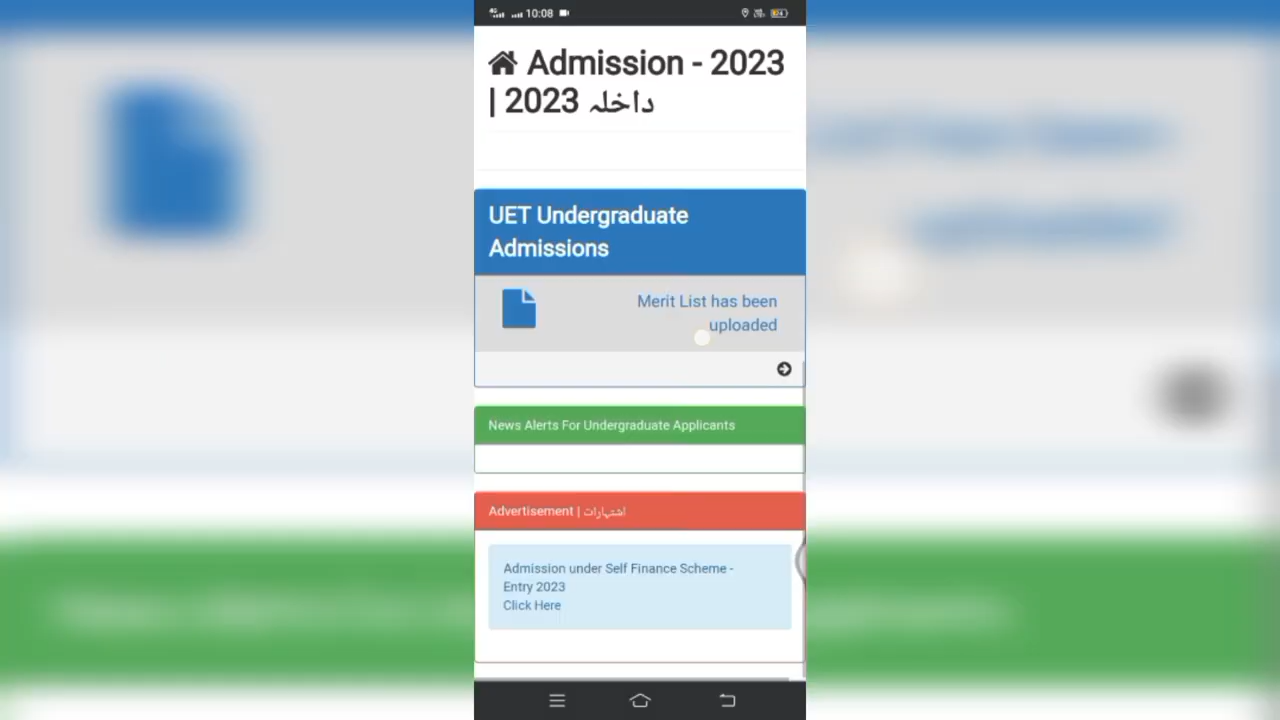 10:08
Admission - 2023
| 2023 داخلہ
UET Undergraduate
Admissions
Merit List has been
uploaded
News Alerts For Undergraduate Applicants
Advertisement | اشتہارات
Admission under Self Finance Scheme -
Entry 2023
Click Here